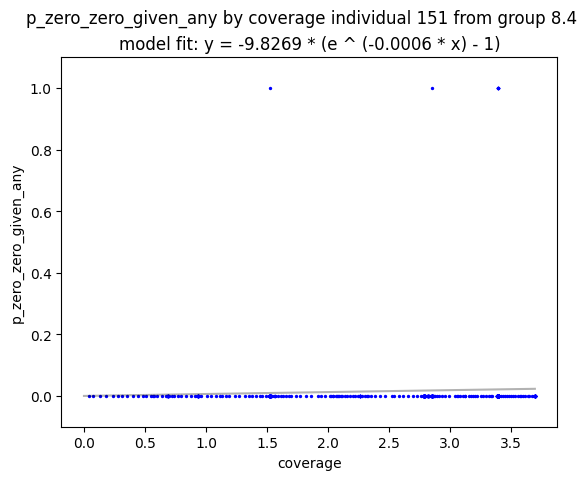 p_zero_zero_given_any by coverage individual 151 from group 8.4
model fit: y = -9.8269 * (e ^ (-0.0006 * x) - 1)
p_zero_zero_given_any
1.0
0.8
0.6
0.4
0.2
0.0
0.0 0.5 1.0 1.5 2.0 2.5 3.0 3.5
coverage